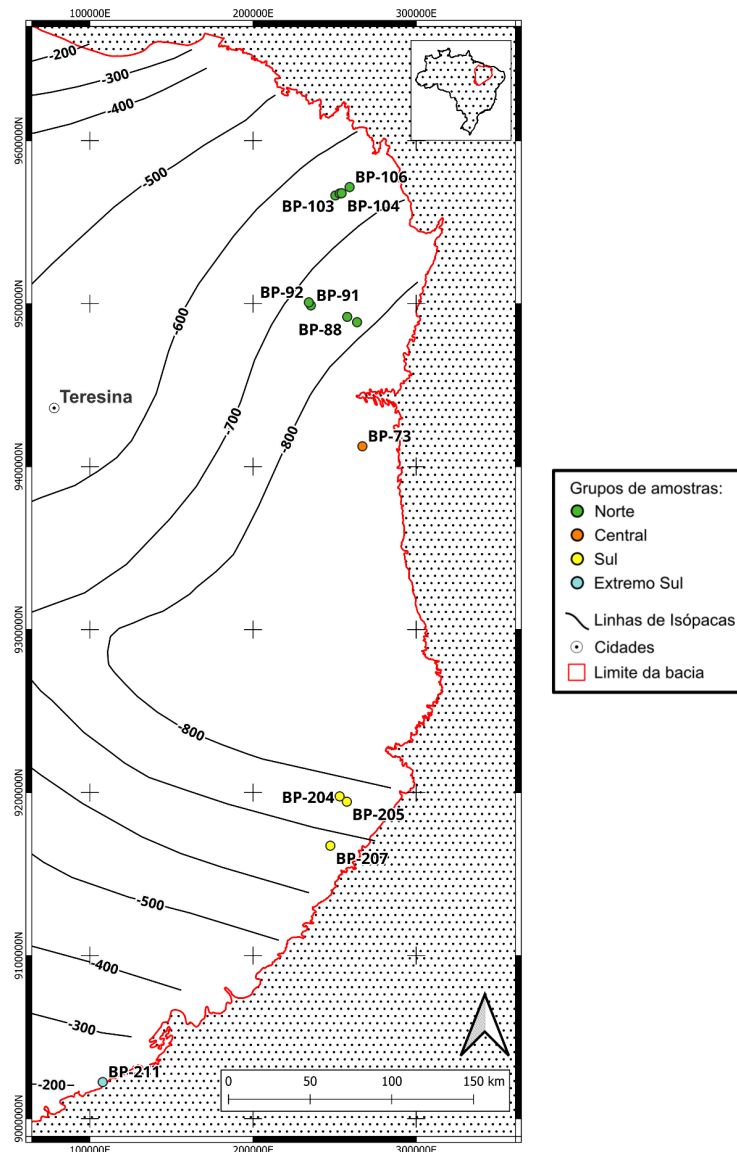 100000E
200000E
300000E
-200
-300
-400
9600000N
-500
BP-106
BP-103
BP-104
9500000N
BP-92
BP-91
-600
BP-88
Teresina
-700
-800
BP-73
9400000N
9300000N
-800
9200000N
BP-204
BP-205
BP-207
-500
9100000N
-400
-300
BP-211
-200
9000000N
0
50
100
150 km
100000E
200000E
300000E
Grupos de amostras:
Norte
Central
Sul
Extremo Sul
Linhas de Isópacas
Cidades
Limite da bacia